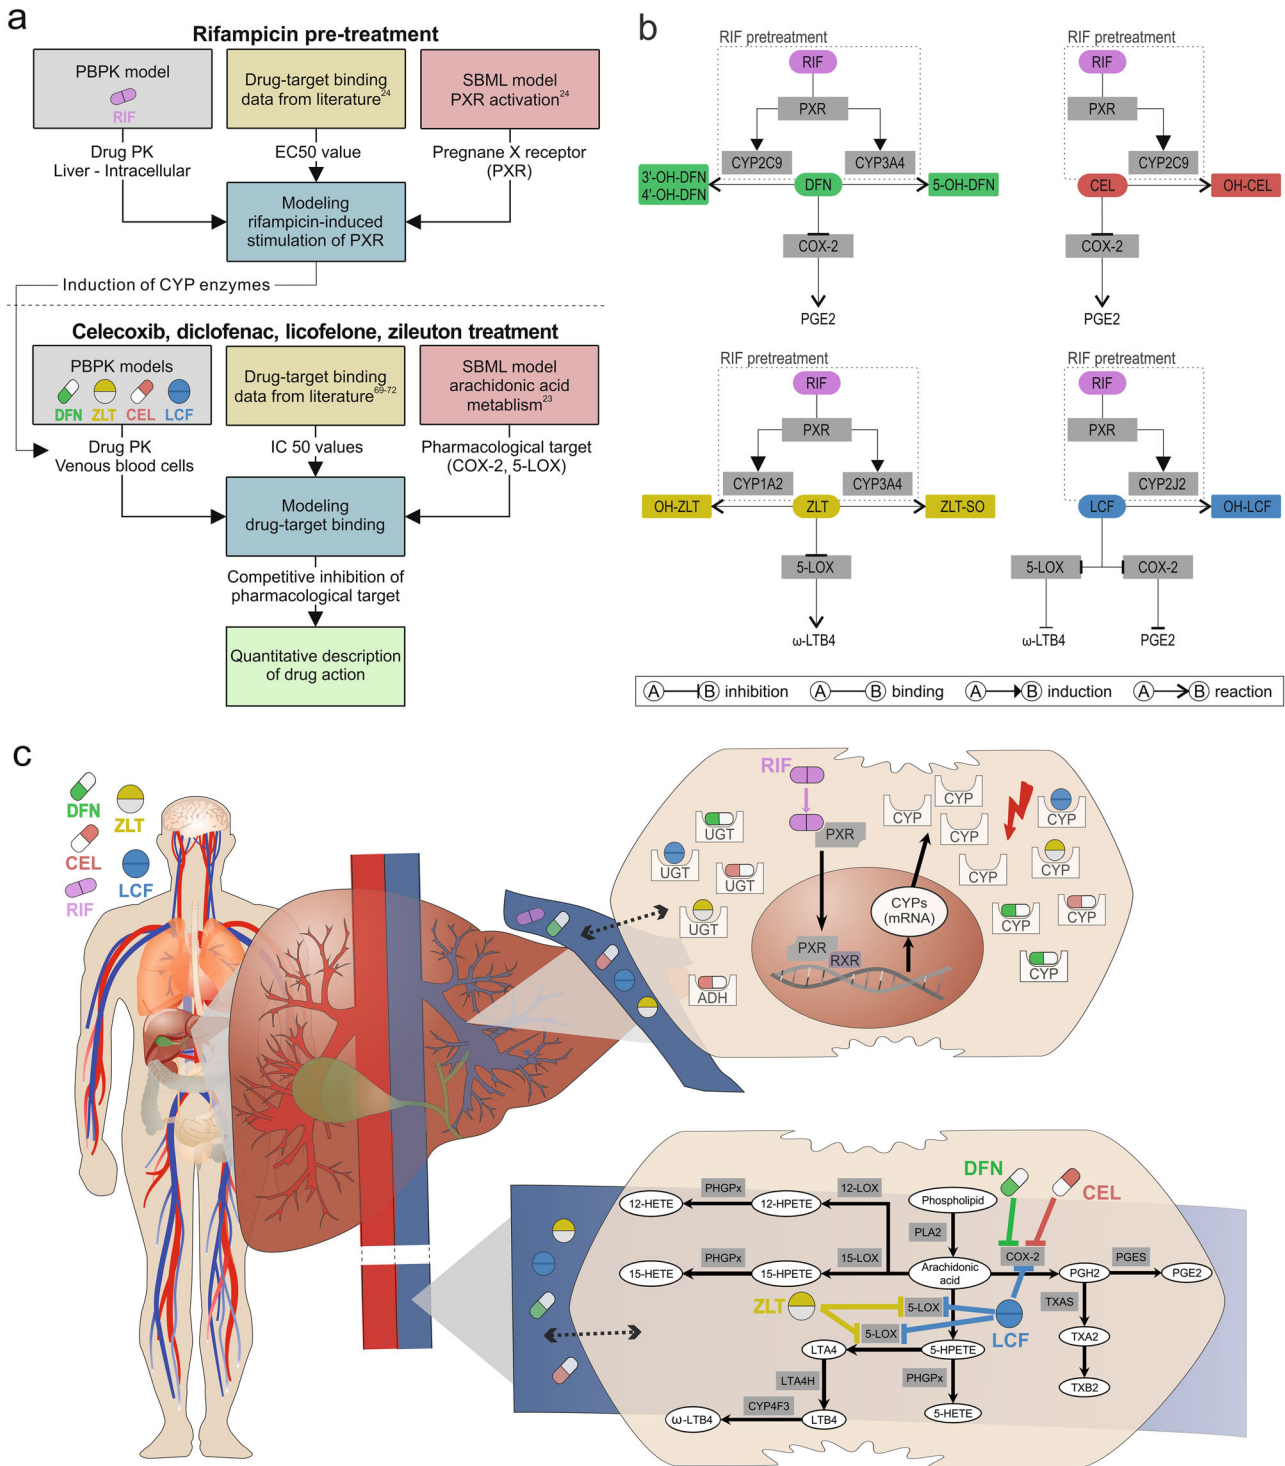 a
Rifampicin pre-treatment
PBPK model
RIF
Drug-target binding
data from literature24
SBML model
PXR activation24
Drug PK
Liver - Intracellular
EC50 value
Pregnane X receptor
(PXR)
Modeling
rifampicin-induced
stimulation of PXR
Induction of CYP enzymes
Celecoxib, diclofenac, licofelone, zileuton treatment
PBPK models
DFN ZLT CEL LCF
Drug-target binding
data from literature69-72
SBML model
arachidonic acid
metablism23
Drug PK
Venous blood cells
IC 50 values
Pharmacological target
(COX-2, 5-LOX)
Modeling
drug-target binding
Competitive inhibition of
pharmacological target
Quantitative description
of drug action
b
RIF pretreatment
RIF
PXR
CYP2C9 CYP3A4
3'-OH-DFN
4'-OH-DFN
DFN
5-OH-DFN
COX-2
PGE2
RIF pretreatment
RIF
PXR
CYP2C9
CEL
OH-CEL
COX-2
PGE2
RIF pretreatment
RIF
PXR
CYP1A2 CYP3A4
OH-ZLT ZLT ZLT-SO
5-LOX
ω-LTB4
RIF pretreatment
RIF
PXR
CYP2J2
LCF OH-LCF
5-LOX COX-2
ω-LTB4 PGE2
A B inhibition A B binding A B induction A B reaction
c
DFN
ZLT
CEL
LCF
RIF
RIF
UGT
UGT
UGT
UGT
ADH
PXR
PXR
RXR
CYPs
(mRNA)
CYP
CYP
CYP
CYP
CYP
CYP
CYP
CYP
CYP
DFN
CEL
12-HETE
PHGPx
12-HPETE
12-LOX
Phospholipid
PLA2
COX-2
PGES
15-HETE
PHGPx
15-HPETE
15-LOX
Arachidonic
acid
PGH2
PGE2
ZLT
5-LOX
5-LOX
LCF
TXAS
LTA4
5-HPETE
TXA2
LTA4H
PHGPx
TXB2
ω-LTB4
CYP4F3
LTB4
5-HETE